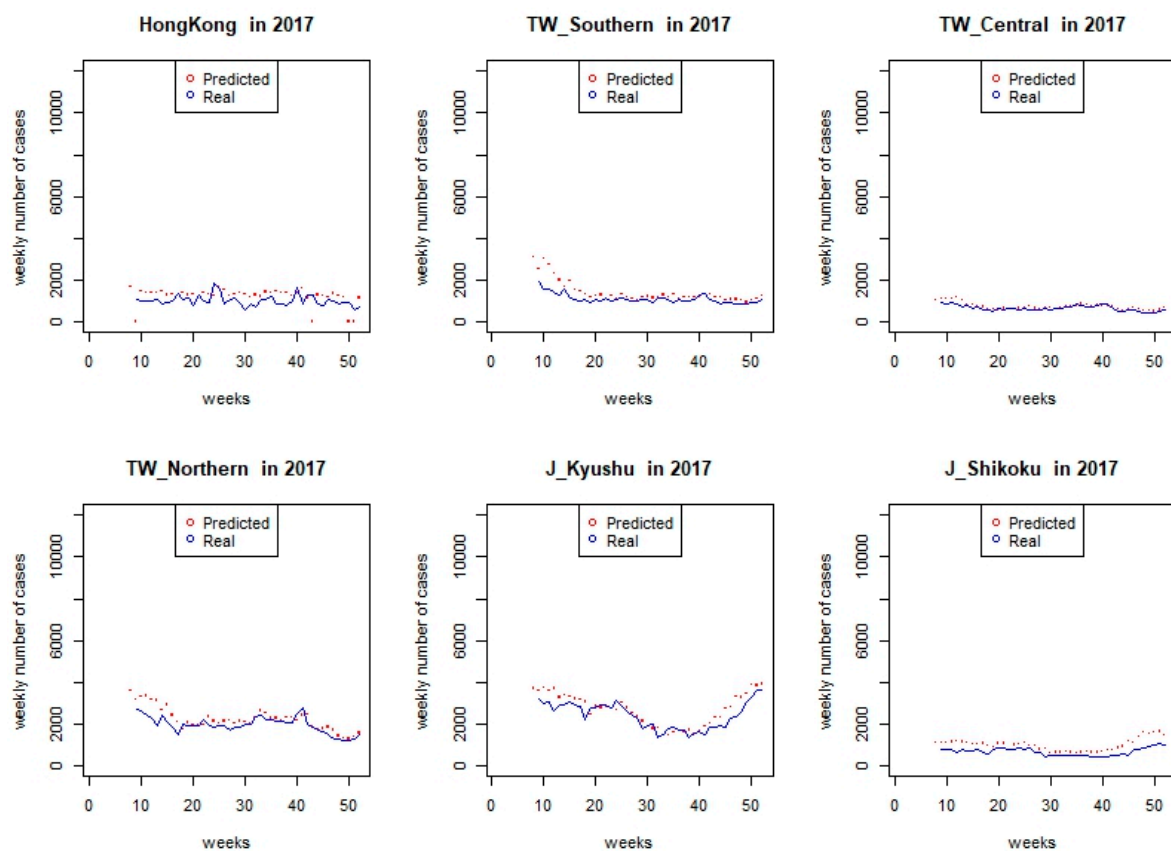 HongKong in 2017
TW_Southern in 2017
TW_Central in 2017
Predicted
Real
Predicted
Real
Predicted
Real
weekly number of cases
0 2000 6000 10000
weekly number of cases
0 2000 6000 10000
weekly number of cases
0 2000 6000 10000
0 10 20 30 40 50
0 10 20 30 40 50
0 10 20 30 40 50
weeks
weeks
weeks
TW_Northern in 2017
J_Kyushu in 2017
J_Shikoku in 2017
Predicted
Real
Predicted
Real
Predicted
Real
weekly number of cases
0 2000 6000 10000
weekly number of cases
0 2000 6000 10000
weekly number of cases
0 2000 6000 10000
0 10 20 30 40 50
0 10 20 30 40 50
0 10 20 30 40 50
weeks
weeks
weeks